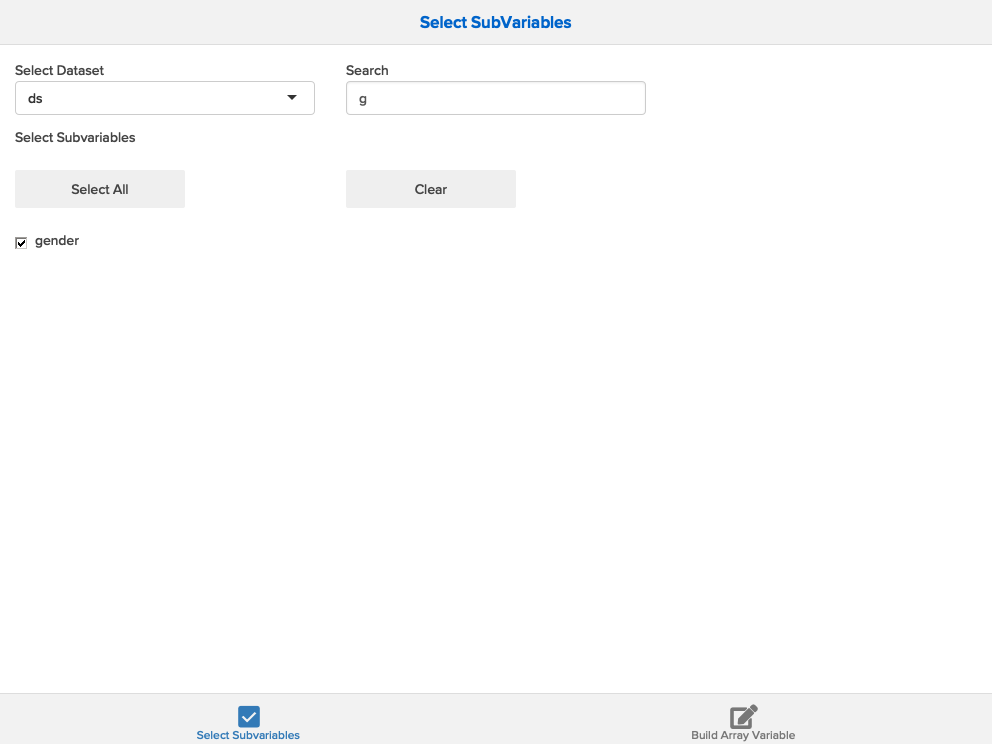 Select SubVariables
Select Dataset
Search
ds
g
Select Subvariables
Select All
Clear
gender
Select Subvariables
Build Array Variable